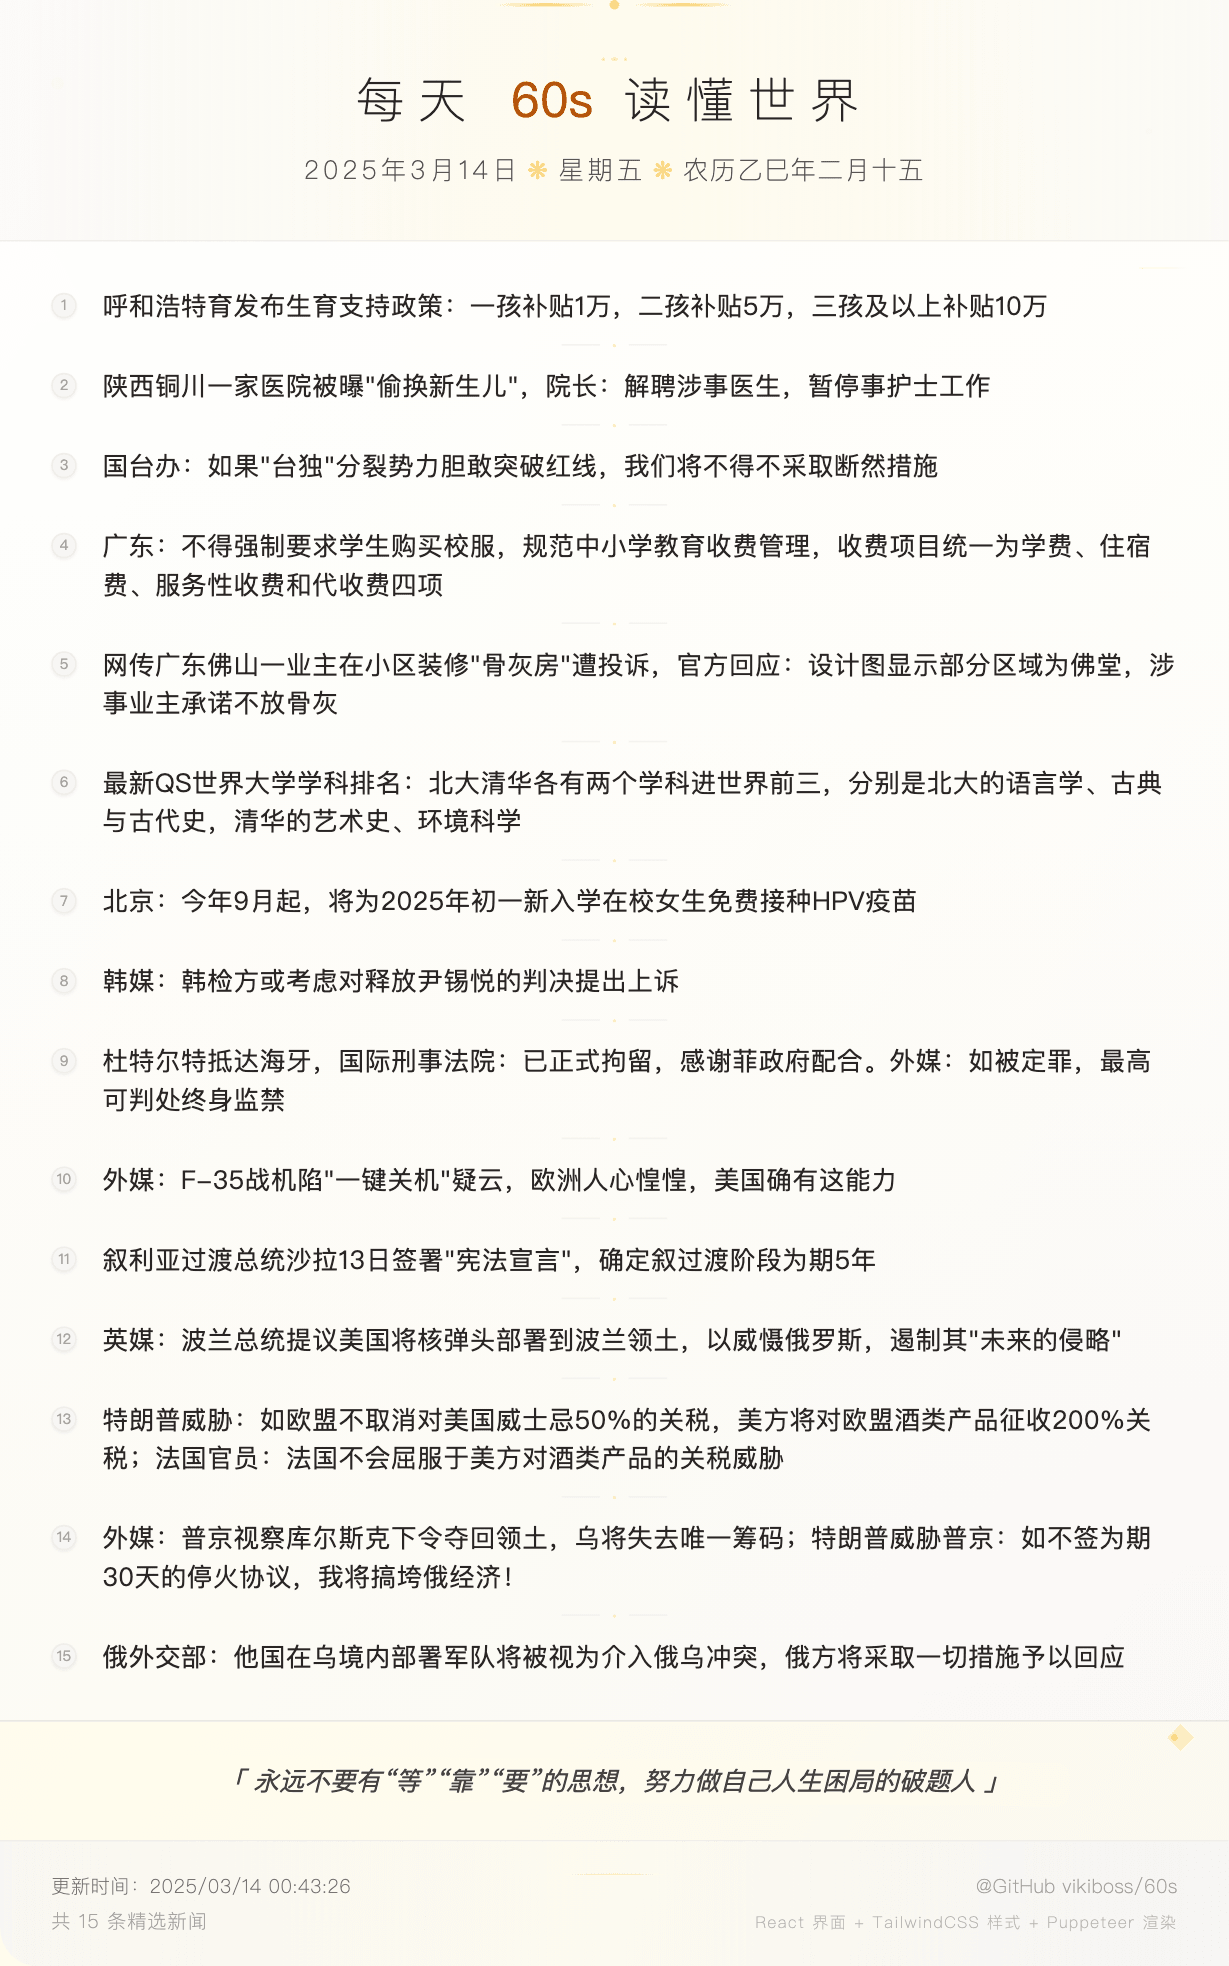 每天 60s 读懂世界
2025年3月14日 ❋ 星期五 ❋ 农历乙巳年二月十五
1 呼和浩特育发布生育支持政策：一孩补贴1万，二孩补贴5万，三孩及以上补贴10万
2 陕西铜川一家医院被曝"偷换新生儿"，院长：解聘涉事医生，暂停事护士工作
3 国台办：如果"台独"分裂势力胆敢突破红线，我们将不得不采取断然措施
4 广东：不得强制要求学生购买校服，规范中小学教育收费管理，收费项目统一为学费、住宿
费、服务性收费和代收费四项
5 网传广东佛山一业主在小区装修"骨灰房"遭投诉，官方回应：设计图显示部分区域为佛堂，涉
事业主承诺不放骨灰
6 最新QS世界大学学科排名：北大清华各有两个学科进世界前三，分别是北大的语言学、古典
与古代史，清华的艺术史、环境科学
7 北京：今年9月起，将为2025年初一新入学在校女生免费接种HPV疫苗
8 韩媒：韩检方或考虑对释放尹锡悦的判决提出上诉
9 杜特尔特抵达海牙，国际刑事法院：已正式拘留，感谢菲政府配合。外媒：如被定罪，最高
可判处终身监禁
10 外媒：F-35战机陷"一键关机"疑云，欧洲人心惶惶，美国确有这能力
11 叙利亚过渡总统沙拉13日签署"宪法宣言"，确定叙过渡阶段为期5年
12 英媒：波兰总统提议美国将核弹头部署到波兰领土，以威慑俄罗斯，遏制其"未来的侵略"
13 特朗普威胁：如欧盟不取消对美国威士忌50%的关税，美方将对欧盟酒类产品征收200%关
税；法国官员：法国不会屈服于美方对酒类产品的关税威胁
14 外媒：普京视察库尔斯克下令夺回领土，乌将失去唯一筹码；特朗普威胁普京：如不签为期
30天的停火协议，我将搞垮俄经济！
15 俄外交部：他国在乌境内部署军队将被视为介入俄乌冲突，俄方将采取一切措施予以回应
「 永远不要有“等”“靠”“要”的思想，努力做自己人生困局的破题人 」
更新时间：2025/03/14 00:43:26
@GitHub vikiboss/60s
共 15 条精选新闻
React 界面 + TailwindCSS 样式 + Puppeteer 渲染